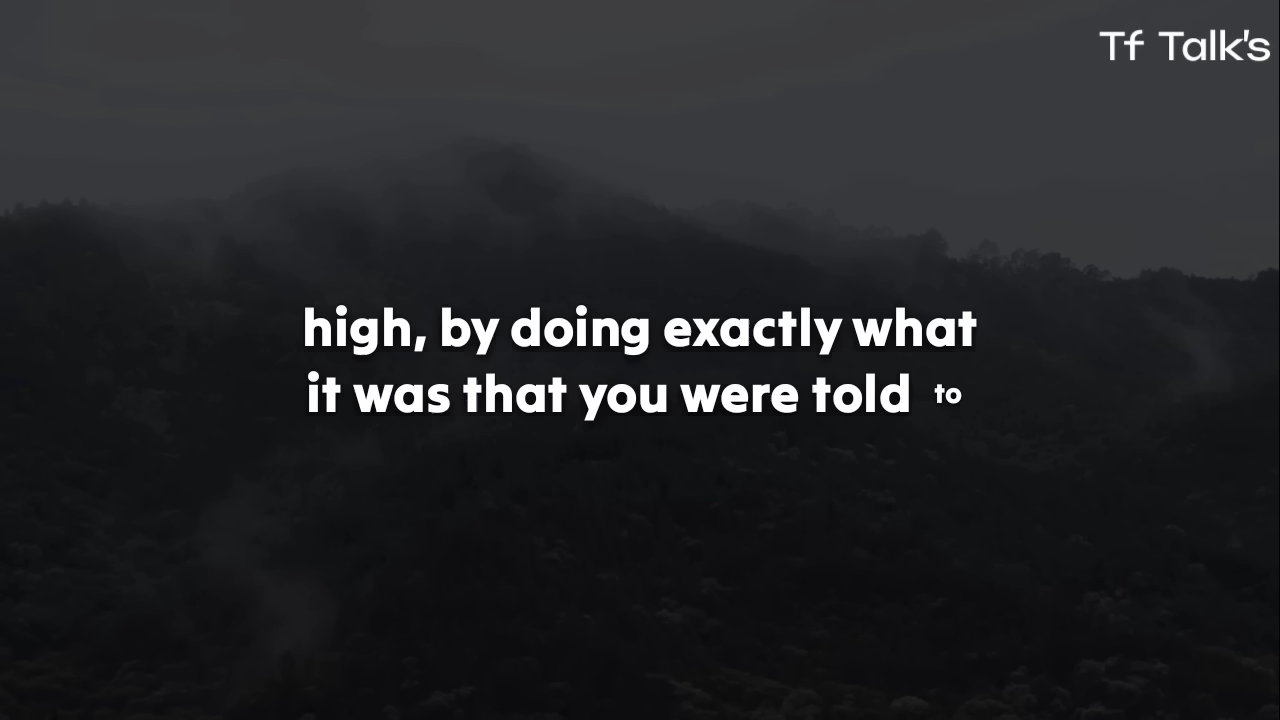 Tf Talk's
high, by doing exactly what
it was that you were told to